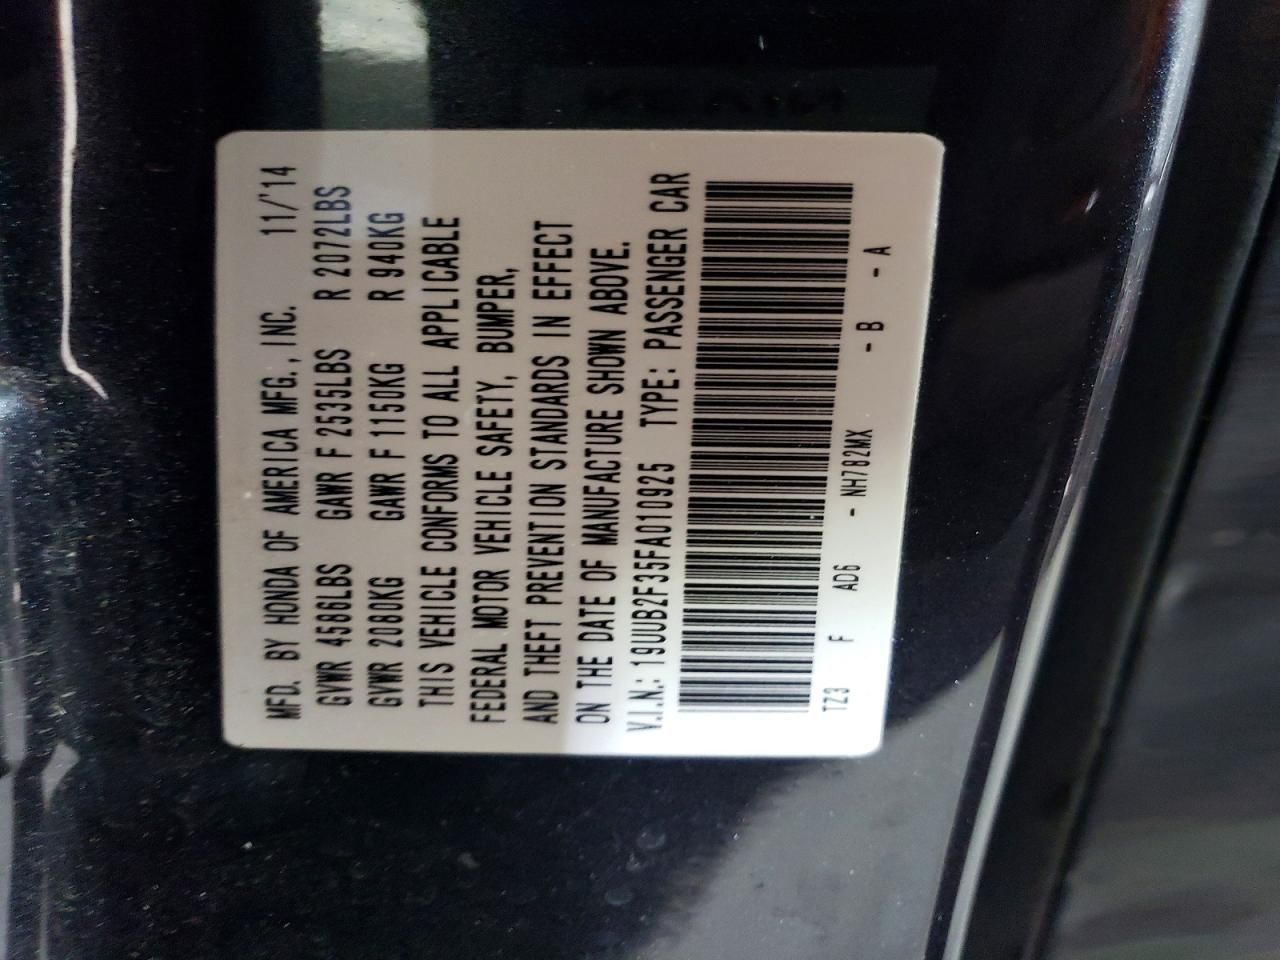 MFD. BY HONDA OF AMERICA MFG., INC. 11/'14
GVWR 4586LBS GAWR F 2535LBS R 2072LBS
GVWR 2080KG GAWR F 1150KG R 940KG
THIS VEHICLE CONFORMS TO ALL APPLICABLE
FEDERAL MOTOR VEHICLE SAFETY, BUMPER,
AND THEFT PREVENTION STANDARDS IN EFFECT
ON THE DATE OF MANUFACTURE SHOWN ABOVE.
V.I.N.: 19UUB2F35FA010925 TYPE: PASSENGER CAR
TZ3 F AD6 - NH782MX - B - A